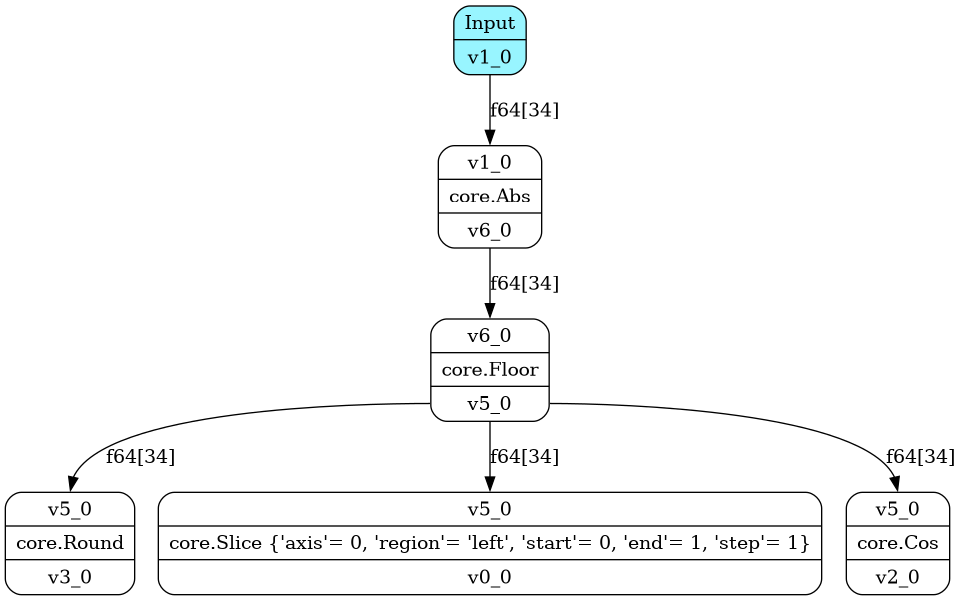 Input
v1_0
f64[34]
v1_0
core.Abs
v6_0
f64[34]
v6_0
core.Floor
v5_0
f64[34]
f64[34]
f64[34]
v5_0
core.Round
v3_0
v5_0
core.Slice {'axis'= 0, 'region'= 'left', 'start'= 0, 'end'= 1, 'step'= 1}
v0_0
v5_0
core.Cos
v2_0